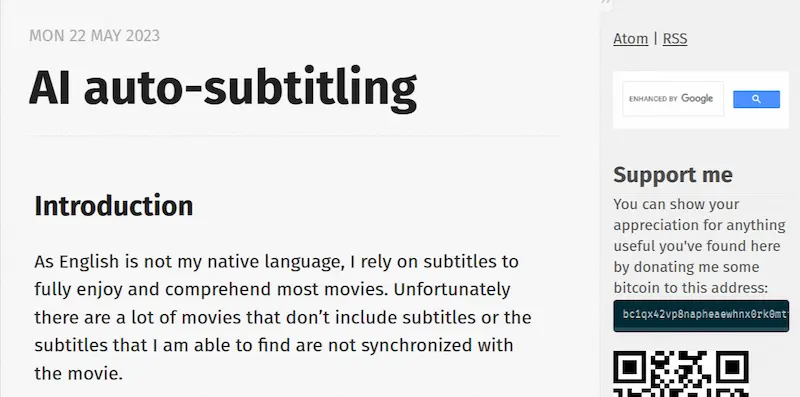 MON 22 MAY 2023
AI auto-subtitling
Introduction
As English is not my native language, I rely on subtitles to
fully enjoy and comprehend most movies. Unfortunately
there are a lot of movies that don’t include subtitles or the
subtitles that I am able to find are not synchronized with
the movie.
Atom | RSS
ENHANCED BY Google
Support me
You can show your
appreciation for anything
useful you've found here
by donating me some
bitcoin to this address:
bc1qx42vp8napheaewhnx0rk0mt